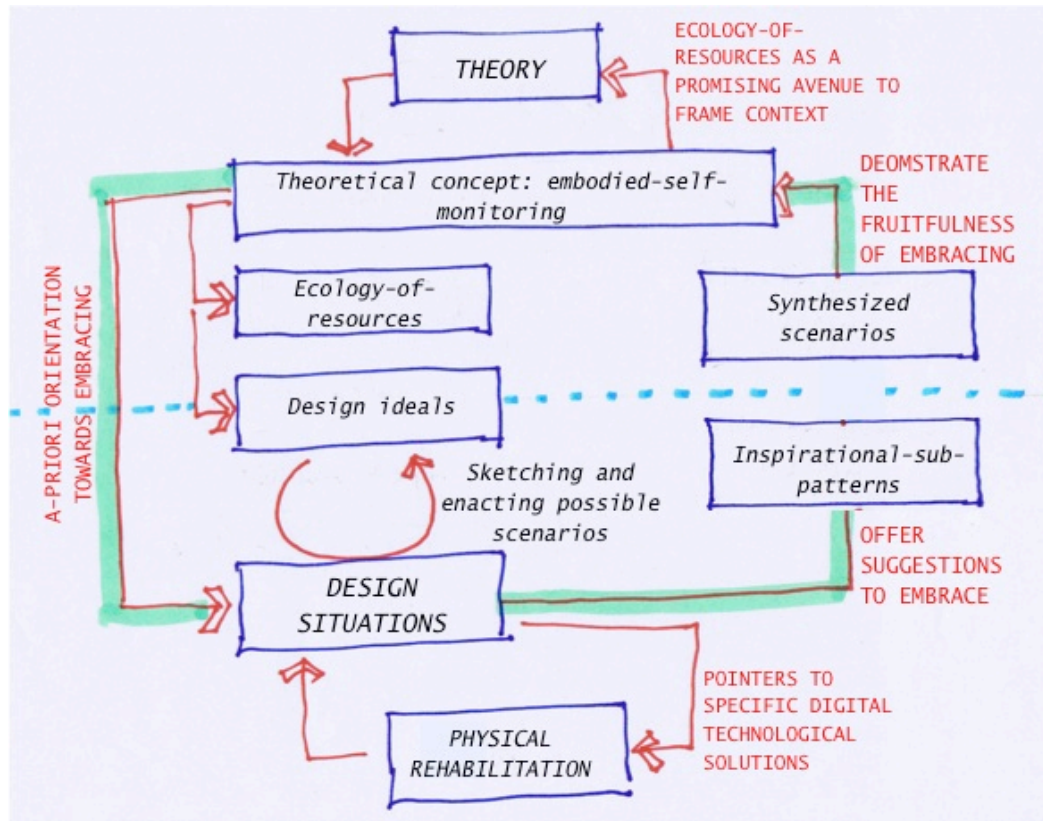 THEORY
ECOLOGY-OF-
RESOURCES AS A
PROMISING AVENUE TO
FRAME CONTEXT
Theoretical concept: embodied-self-
monitoring
DEOMSTRATE
THE
FRUITFULNESS
OF EMBRACING
Ecology-of-
resources
Synthesized
scenarios
A-PRIORI ORIENTATION
TOWARDS EMBRACING
Design ideals
Inspirational-sub-
patterns
Sketching and
enacting possible
scenarios
OFFER
SUGGESTIONS
TO EMBRACE
DESIGN
SITUATIONS
POINTERS TO
SPECIFIC DIGITAL
TECHNOLOGICAL
SOLUTIONS
PHYSICAL
REHABILITATION